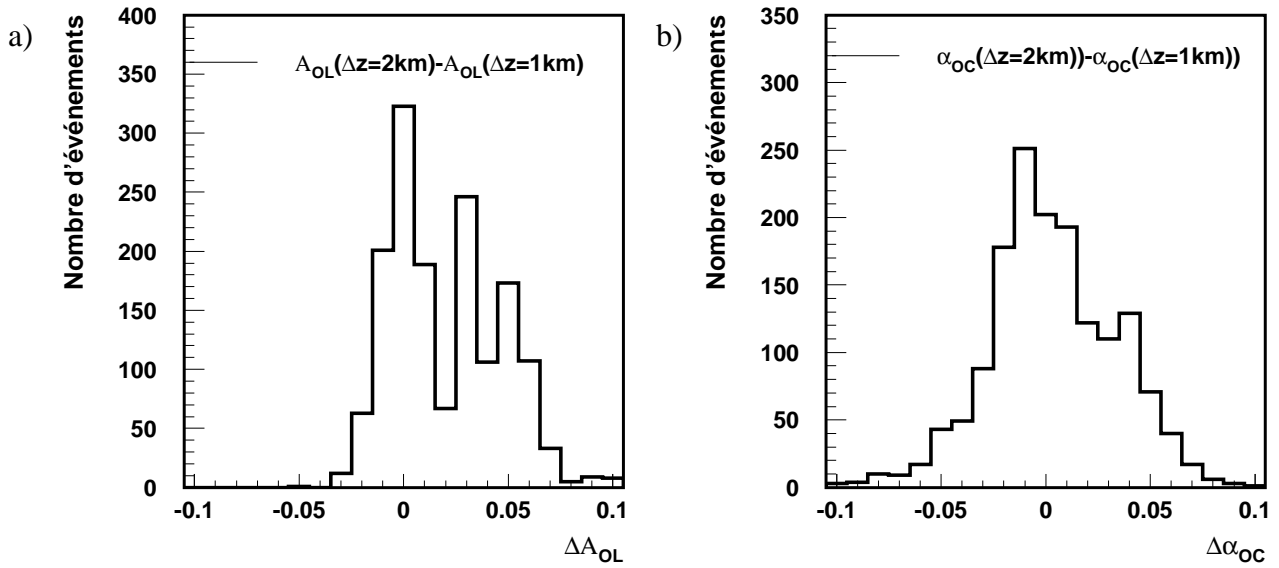 a)
Nombre d'événements
400
350
300
250
200
150
100
50
0
A_OL(Δz=2km)-A_OL(Δz=1km)
-0.1 -0.05 0 0.05 0.1
ΔA_OL
b)
Nombre d'événements
350
300
250
200
150
100
50
0
α_OC(Δz=2km))-α_OC(Δz=1km))
-0.1 -0.05 0 0.05 0.1
Δα_OC